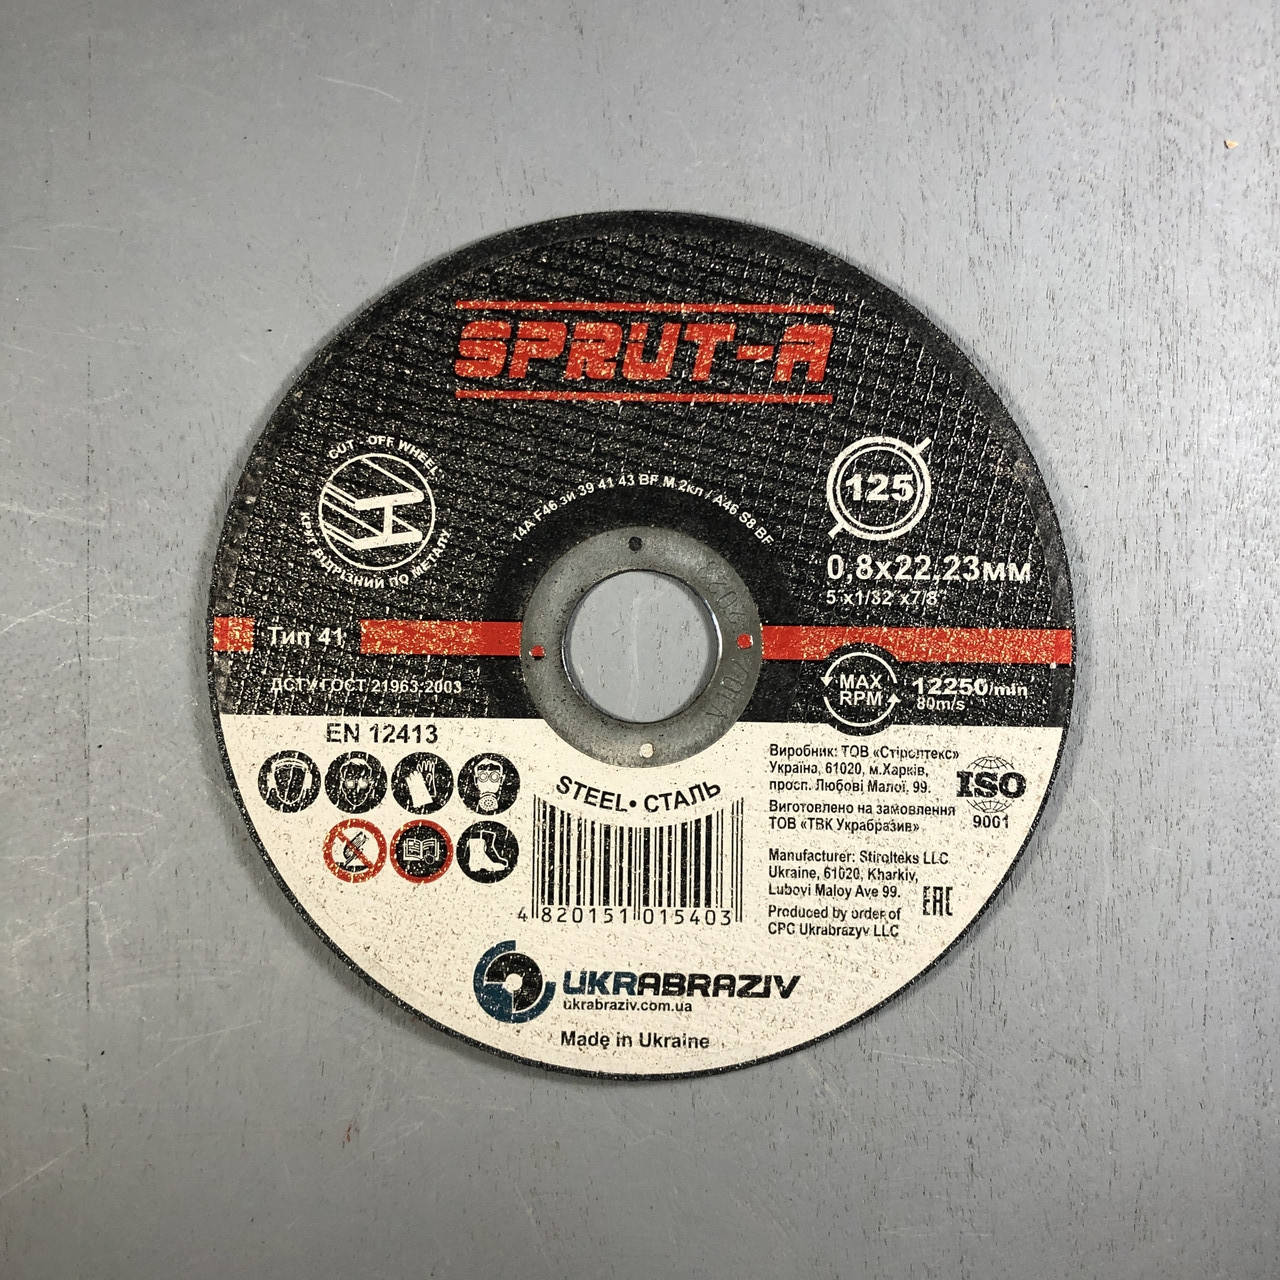 SPRUT-A
CUT - OFF WHEEL
КРУГ ВІДРІЗНИЙ ПО МЕТАЛУ
14А F46 зи 39 41 43 BF М 2кл / A46 S8 BF
125
0,8x22,23мм
5"x1/32"x7/8"
Тип 41
ДСТУ ГОСТ 21963:2003
MAX
RPM
12250/min
80m/s
EN 12413
STEEL • СТАЛЬ
Виробник: ТОВ «Стіролтекс»
Україна, 61020, м.Харків,
просп. Любові Малої, 99.
Виготовлено на замовлення
ТОВ «ТВК Украбразив»
ISO
9001
Manufacturer: Stirolteks LLC
Ukraine, 61020, Kharkiv,
Lubovi Maloy Ave 99.
Produced by order of
CPC Ukrabrazyv LLC
EAC
4 820151 015403
UKRABRAZIV
ukrabraziv.com.ua
Made in Ukraine